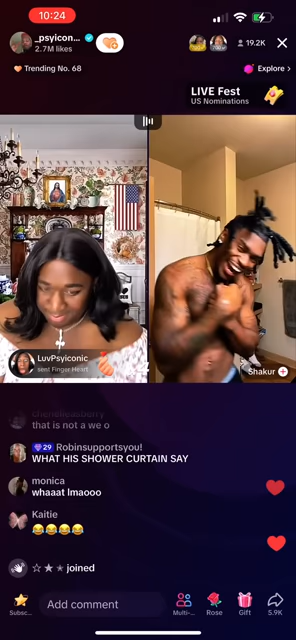 10:24
_psyicon...
2.7M likes
19.2K
Trending No. 68
Explore >
LIVE Fest
US Nominations
LuvPsyiconic
sent Finger Heart
Shakur
that is not a we o
29 Robinsupportsyou!
WHAT HIS SHOWER CURTAIN SAY
monica
whaaat lmaooo
Kaitie
😂😂😂😂
☆ ★ ★ joined
Add comment
Subsc...
Multi-...
Rose
Gift
5.9K